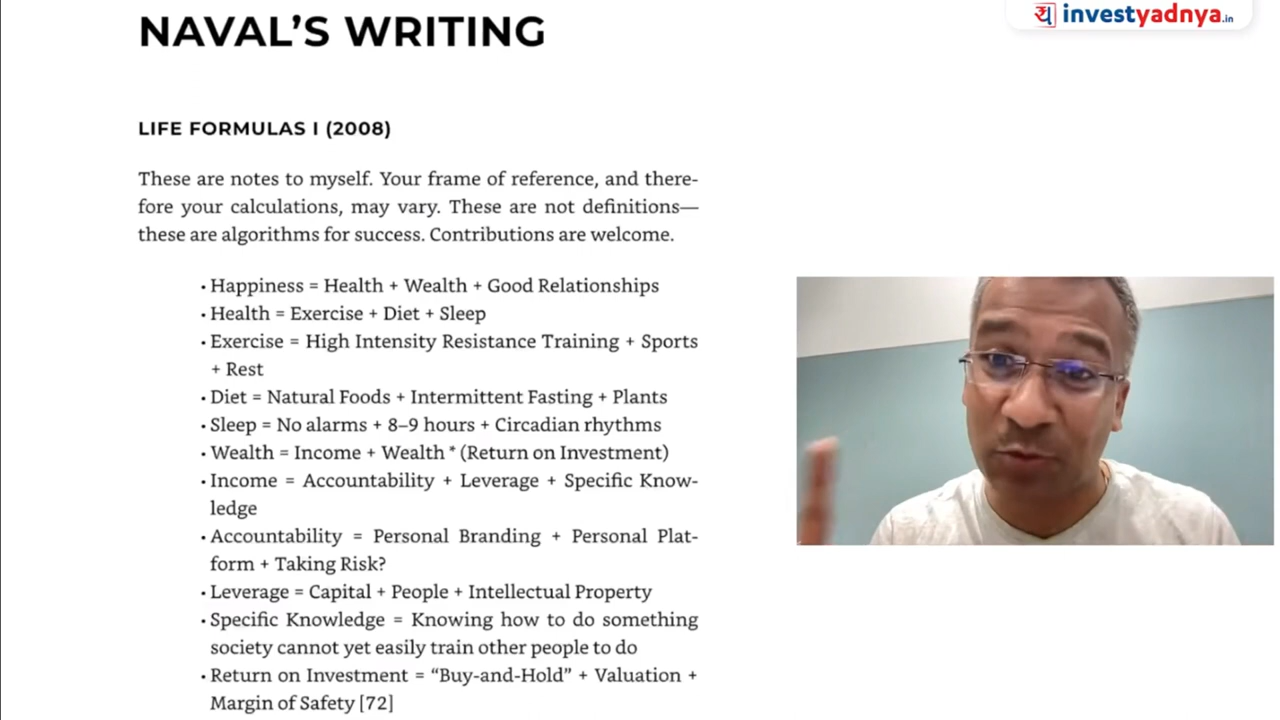 यज्ञ investyadnya.in
NAVAL’S WRITING
LIFE FORMULAS I (2008)
These are notes to myself. Your frame of reference, and there-
fore your calculations, may vary. These are not definitions—
these are algorithms for success. Contributions are welcome.
• Happiness = Health + Wealth + Good Relationships
• Health = Exercise + Diet + Sleep
• Exercise = High Intensity Resistance Training + Sports
+ Rest
• Diet = Natural Foods + Intermittent Fasting + Plants
• Sleep = No alarms + 8–9 hours + Circadian rhythms
• Wealth = Income + Wealth * (Return on Investment)
• Income = Accountability + Leverage + Specific Know-
ledge
• Accountability = Personal Branding + Personal Plat-
form + Taking Risk?
• Leverage = Capital + People + Intellectual Property
• Specific Knowledge = Knowing how to do something
society cannot yet easily train other people to do
• Return on Investment = “Buy-and-Hold” + Valuation +
Margin of Safety [72]